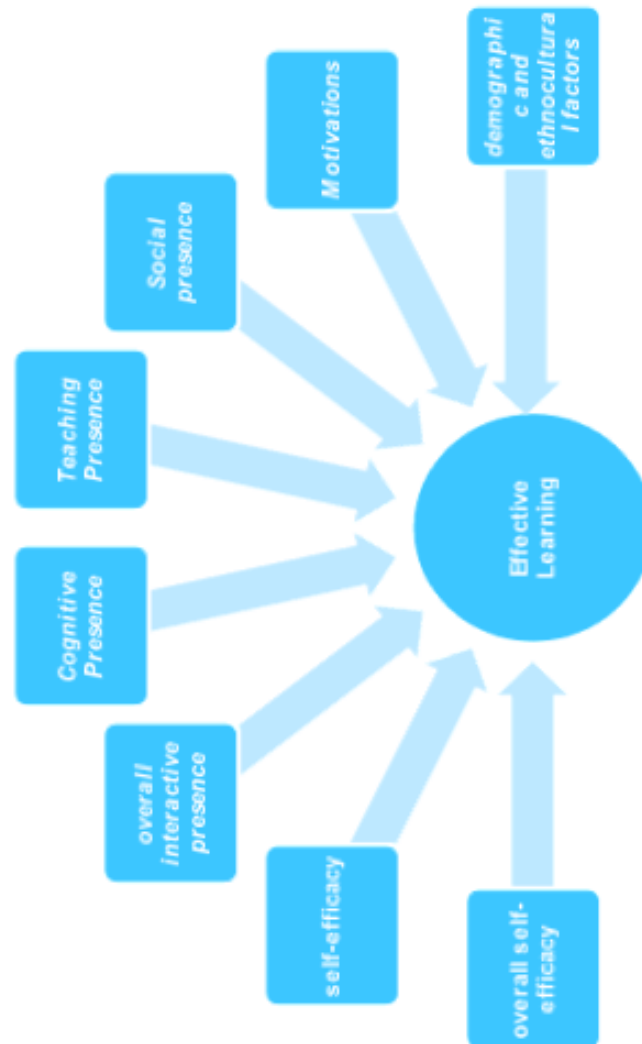 overall self-
efficacy
self-efficacy
overall
interactive
presence
Cognitive
Presence
Teaching
Presence
Social
presence
Motivations
demographi
c and
ethnocultura
l factors
Effective
Learning